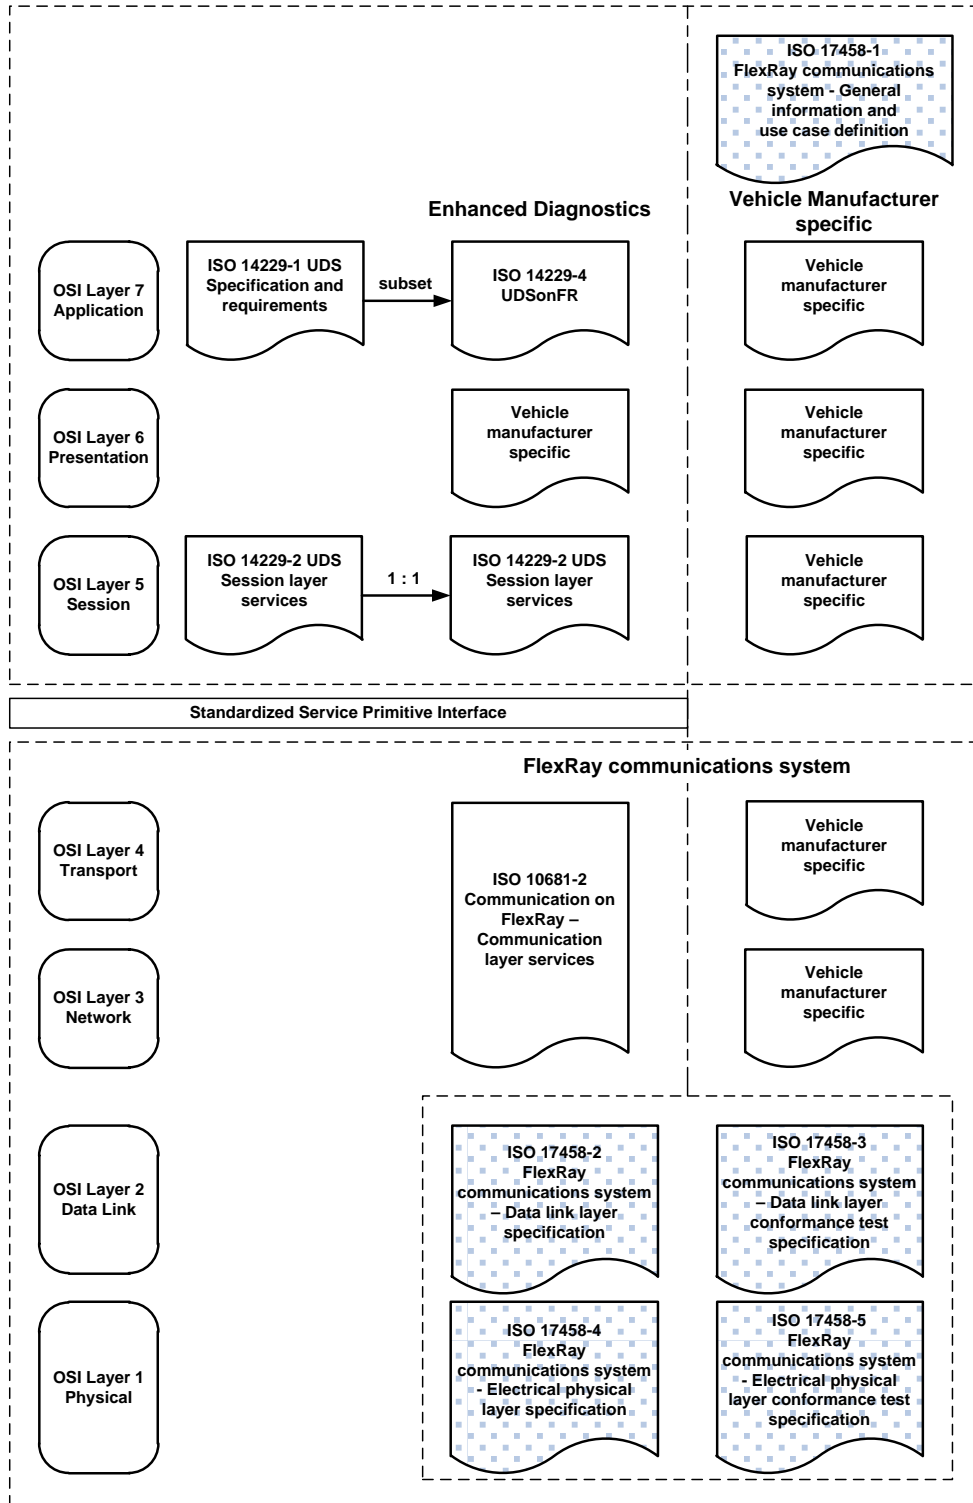 ISO 17458-1
FlexRay communications
system - General
information and
use case definition
Enhanced Diagnostics
Vehicle Manufacturer
specific
OSI Layer 7
Application
ISO 14229-1 UDS
Specification and
requirements
subset
ISO 14229-4
UDSonFR
Vehicle
manufacturer
specific
OSI Layer 6
Presentation
Vehicle
manufacturer
specific
Vehicle
manufacturer
specific
OSI Layer 5
Session
ISO 14229-2 UDS
Session layer
services
1 : 1
ISO 14229-2 UDS
Session layer
services
Vehicle
manufacturer
specific
Standardized Service Primitive Interface
FlexRay communications system
OSI Layer 4
Transport
ISO 10681-2
Communication on
FlexRay –
Communication
layer services
Vehicle
manufacturer
specific
OSI Layer 3
Network
Vehicle
manufacturer
specific
OSI Layer 2
Data Link
ISO 17458-2
FlexRay
communications system
– Data link layer
specification
ISO 17458-3
FlexRay
communications system
– Data link layer
conformance test
specification
OSI Layer 1
Physical
ISO 17458-4
FlexRay
communications system
- Electrical physical
layer specification
ISO 17458-5
FlexRay
communications system
- Electrical physical
layer conformance test
specification